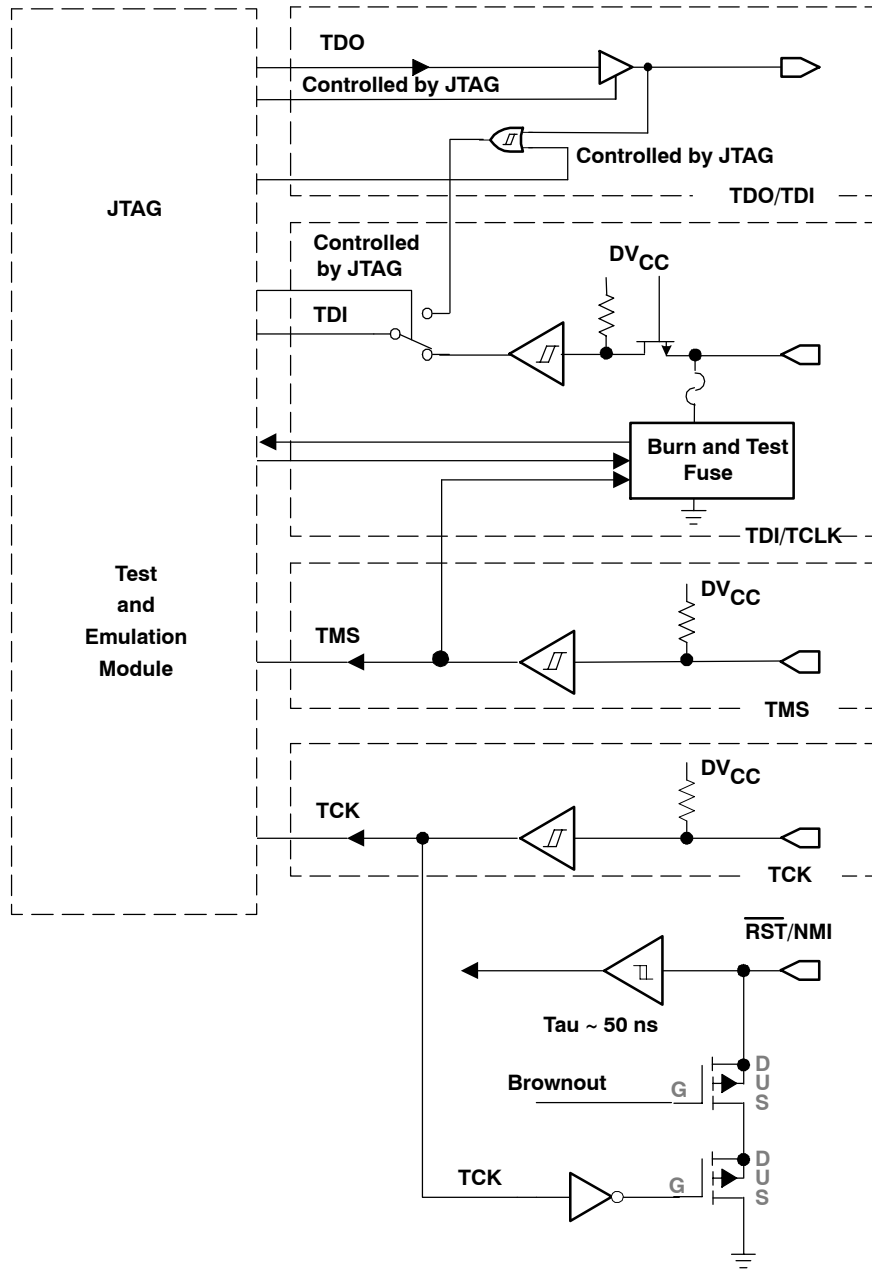 TDO
Controlled by JTAG
Controlled by JTAG
TDO/TDI
JTAG
Controlled
by JTAG
TDI
DVCC
Burn and Test
Fuse
TDI/TCLK
Test
and
Emulation
Module
TMS
DVCC
TMS
TCK
DVCC
TCK
RST/NMI
Tau ~ 50 ns
Brownout
G
D
U
S
TCK
G
D
U
S